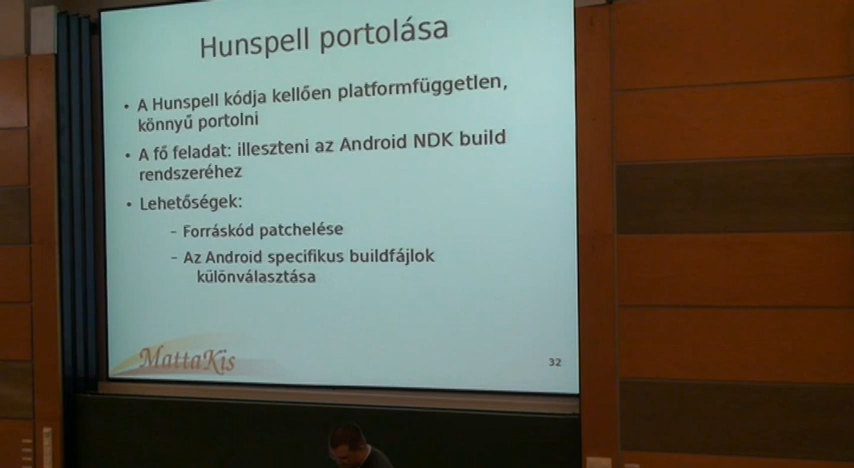 Hunspell portolása
• A Hunspell kódja kellően platformfüggetlen,
könnyű portolni
• A fő feladat: illeszteni az Android NDK build
rendszeréhez
• Lehetőségek:
– Forráskód patchelése
– Az Android specifikus buildfájlok
különválasztása
MattaKis
32